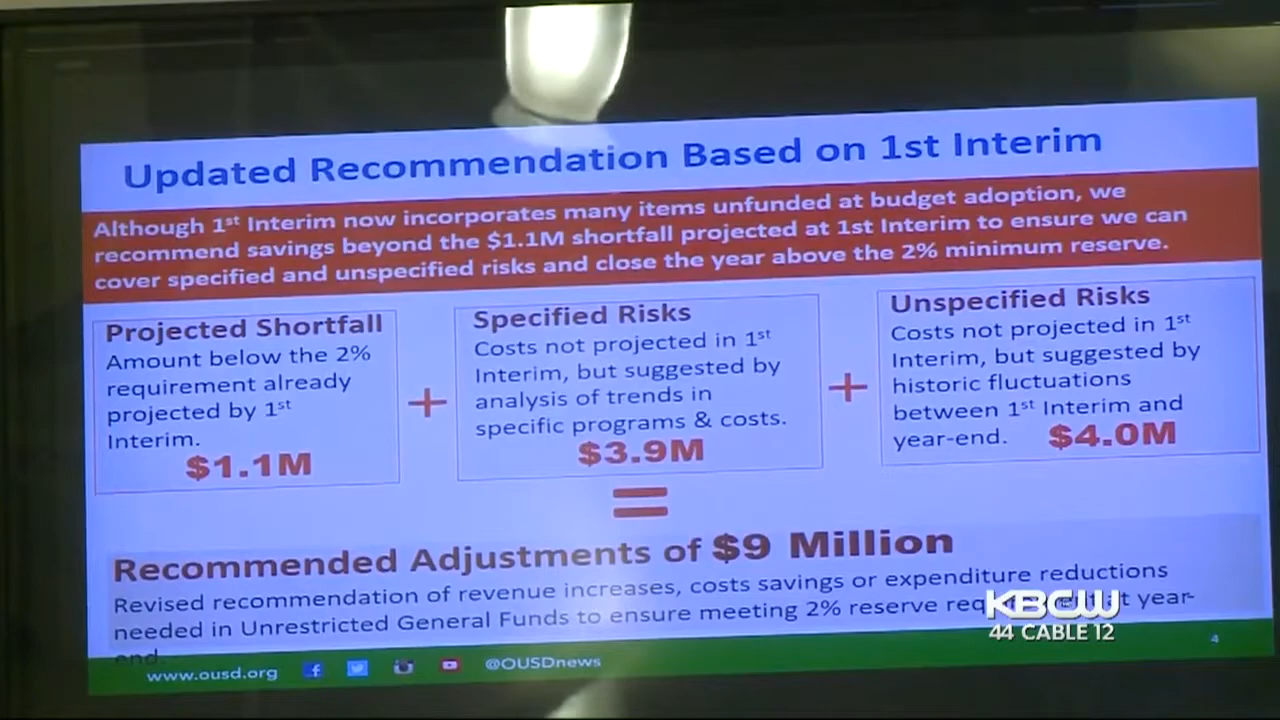 Updated Recommendation Based on 1st Interim
Although 1st Interim now incorporates many items unfunded at budget adoption, we
recommend savings beyond the $1.1M shortfall projected at 1st Interim to ensure we can
cover specified and unspecified risks and close the year above the 2% minimum reserve.
Projected Shortfall
Amount below the 2%
requirement already
projected by 1st
Interim.
$1.1M
+
Specified Risks
Costs not projected in 1st
Interim, but suggested by
analysis of trends in
specific programs & costs.
$3.9M
+
Unspecified Risks
Costs not projected in 1st
Interim, but suggested by
historic fluctuations
between 1st Interim and
year-end. $4.0M
=
Recommended Adjustments of $9 Million
Revised recommendation of revenue increases, costs savings or expenditure reductions
needed in Unrestricted General Funds to ensure meeting 2% reserve year-
end.
www.ousd.org @OUSDnews
4
KBCW
44 CABLE 12